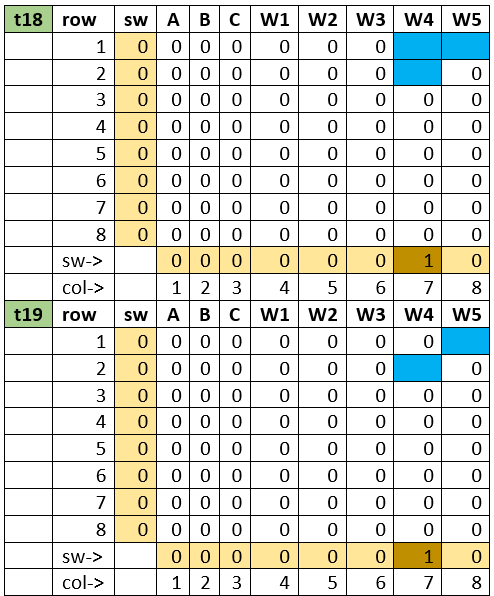 t18 row sw A B C W1 W2 W3 W4 W5
1 0 0 0 0 0 0 0
2 0 0 0 0 0 0 0 0
3 0 0 0 0 0 0 0 0 0
4 0 0 0 0 0 0 0 0 0
5 0 0 0 0 0 0 0 0 0
6 0 0 0 0 0 0 0 0 0
7 0 0 0 0 0 0 0 0 0
8 0 0 0 0 0 0 0 0 0
sw-> 0 0 0 0 0 0 1 0
col-> 1 2 3 4 5 6 7 8
t19 row sw A B C W1 W2 W3 W4 W5
1 0 0 0 0 0 0 0 0
2 0 0 0 0 0 0 0 0
3 0 0 0 0 0 0 0 0 0
4 0 0 0 0 0 0 0 0 0
5 0 0 0 0 0 0 0 0 0
6 0 0 0 0 0 0 0 0 0
7 0 0 0 0 0 0 0 0 0
8 0 0 0 0 0 0 0 0 0
sw-> 0 0 0 0 0 0 1 0
col-> 1 2 3 4 5 6 7 8